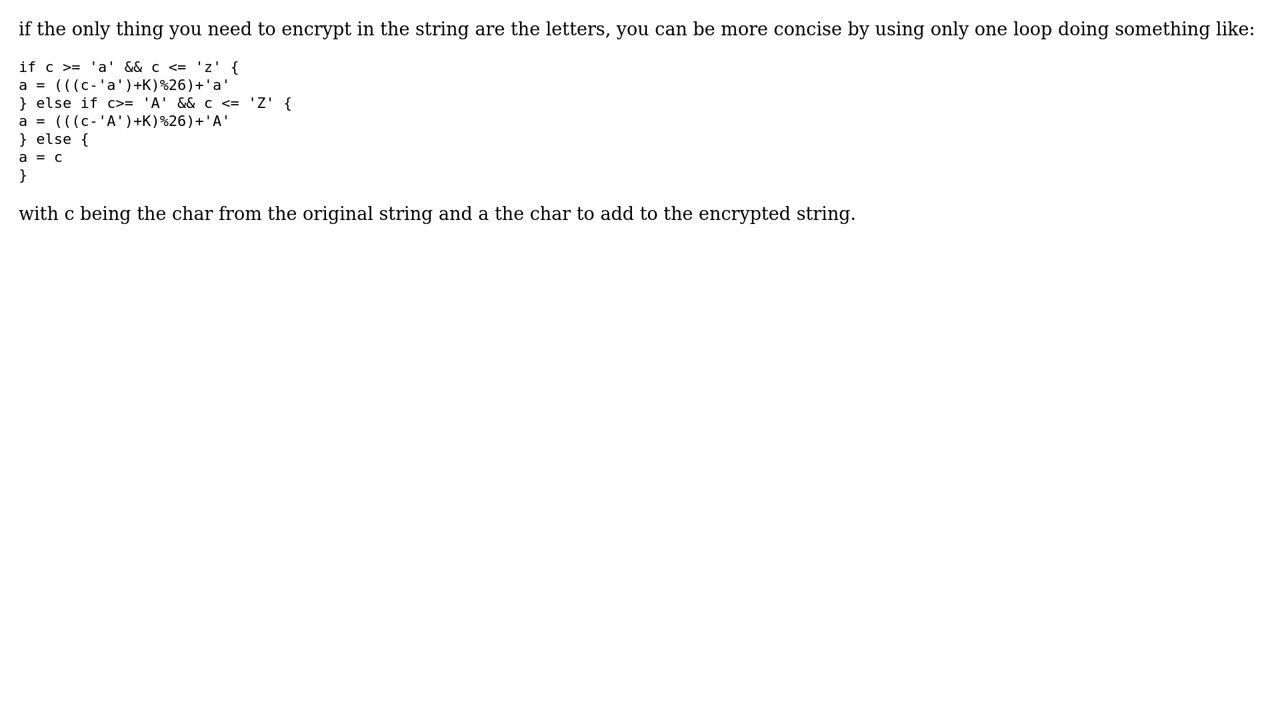 if the only thing you need to encrypt in the string are the letters, you can be more concise by using only one loop doing something like:
if c >= 'a' && c <= 'z' {
a = (((c-'a')+K)%26)+'a'
} else if c>= 'A' && c <= 'Z' {
a = (((c-'A')+K)%26)+'A'
} else {
a = c
}
with c being the char from the original string and a the char to add to the encrypted string.